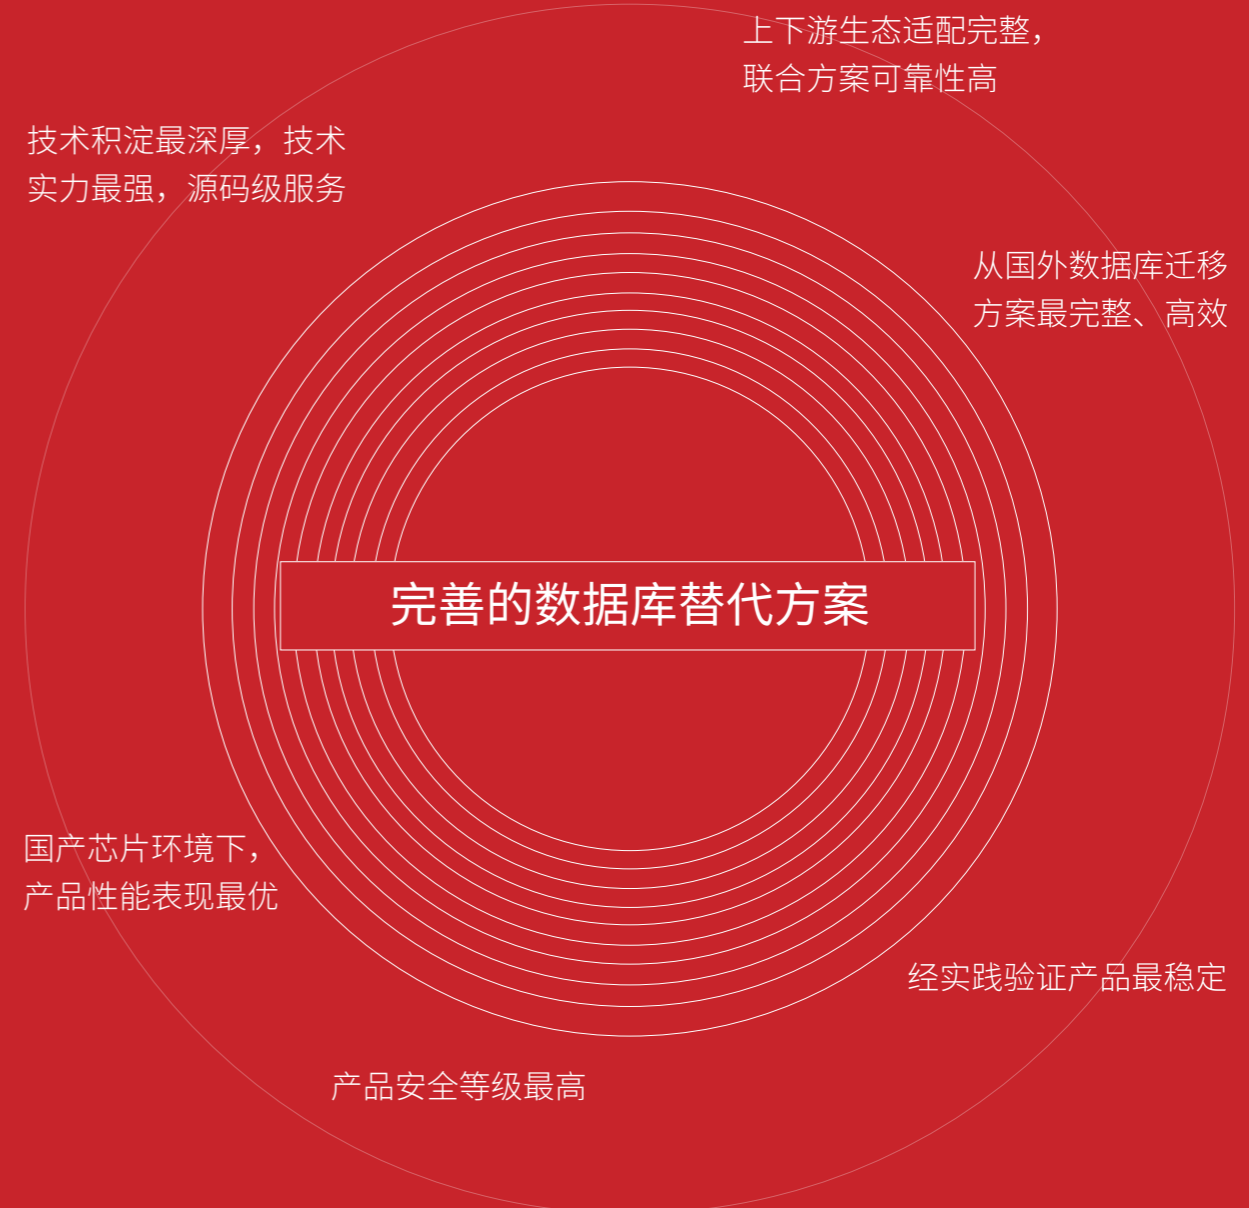 上下游生态适配完整，
联合方案可靠性高
技术积淀最深厚，技术
实力最强，源码级服务
从国外数据库迁移
方案最完整、高效
完善的数据库替代方案
国产芯片环境下，
产品性能表现最优
经实践验证产品最稳定
产品安全等级最高